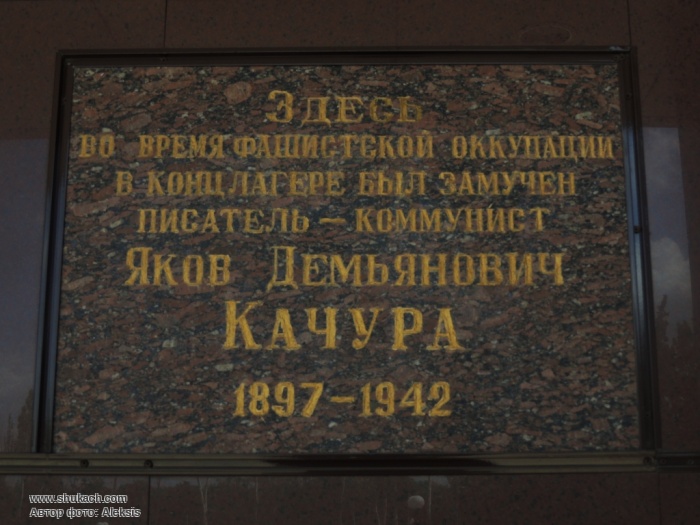 Здесь
во время фашистской оккупации
в концлагере был замучен
писатель – коммунист
Яков Демьянович
Качура
1897–1942
www.shukach.com
Автор фото: Aleksis